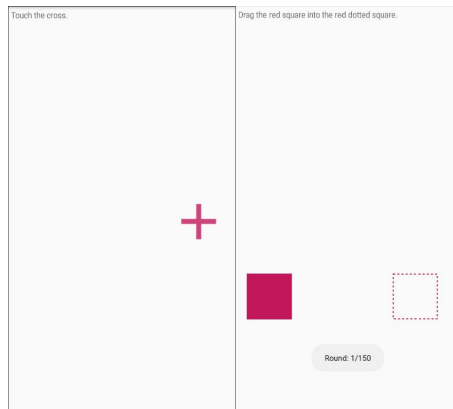 Touch the cross.
Drag the red square into the red dotted square.
Round: 1/150